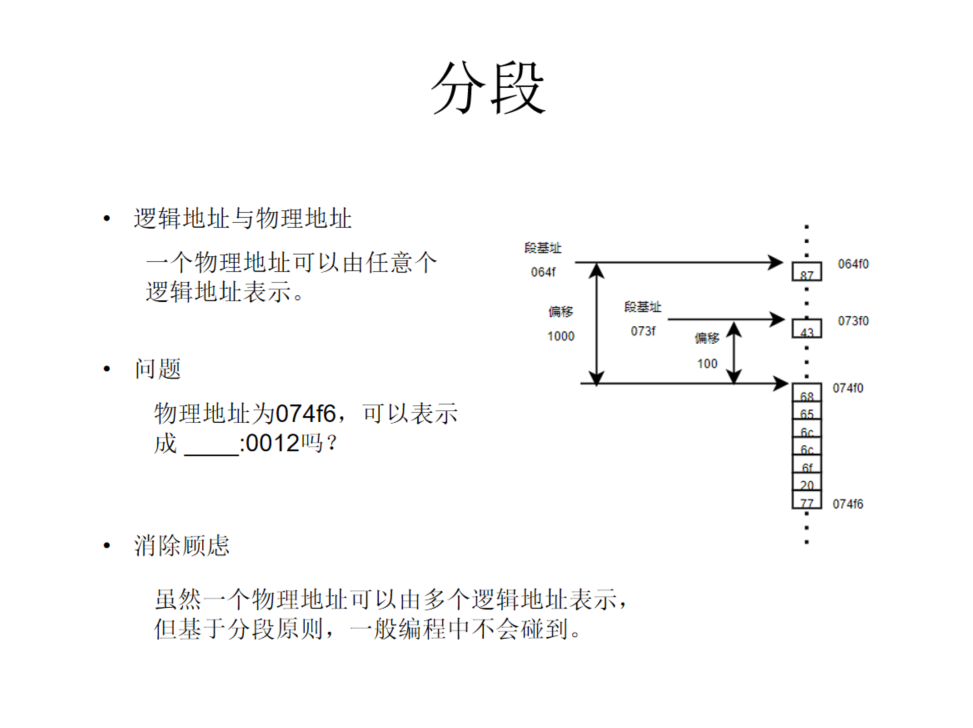 分段
• 逻辑地址与物理地址
一个物理地址可以由任意个
逻辑地址表示。
• 问题
物理地址为074f6，可以表示
成 ____:0012吗？
• 消除顾虑
虽然一个物理地址可以由多个逻辑地址表示，
但基于分段原则，一般编程中不会碰到。
段基址
064f
偏移
1000
段基址
073f
偏移
100
87
064f0
43
073f0
68
074f0
65
6c
6c
6f
20
77
074f6